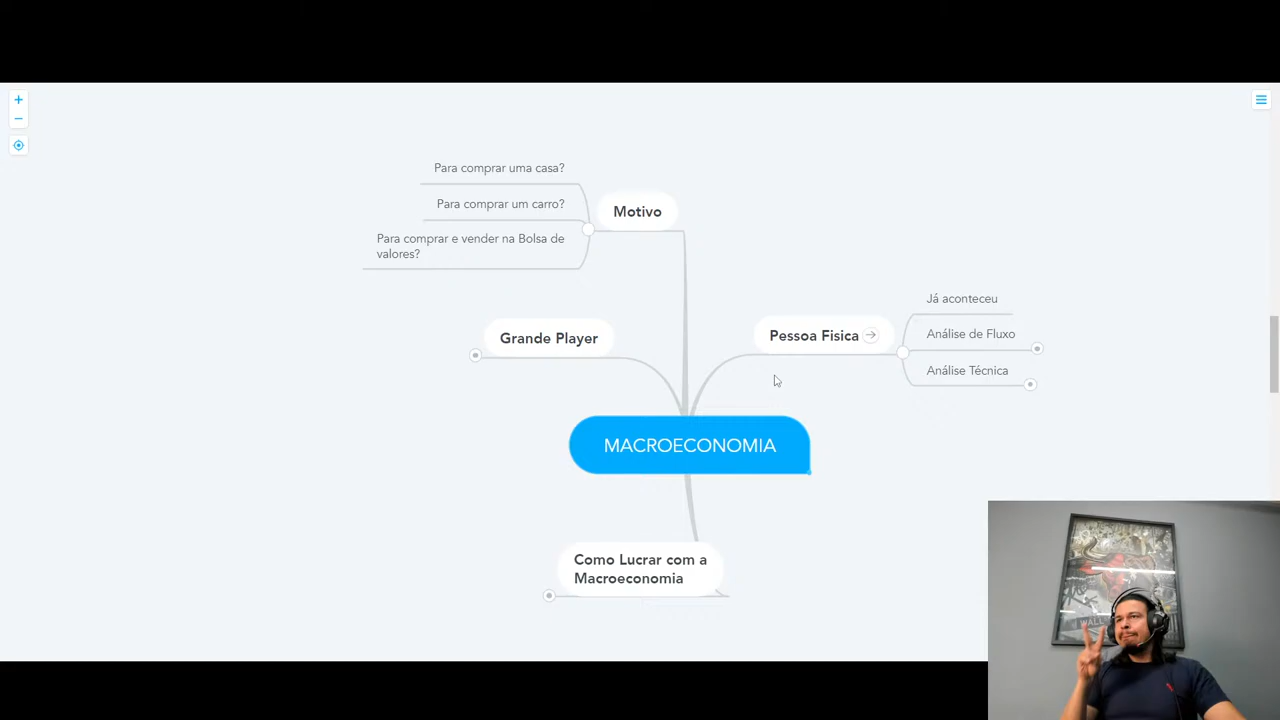 Para comprar uma casa?
Para comprar um carro?
Para comprar e vender na Bolsa de
valores?
Motivo
Grande Player
Pessoa Fisica
Já aconteceu
Análise de Fluxo
Análise Técnica
MACROECONOMIA
Como Lucrar com a
Macroeconomia
WALL